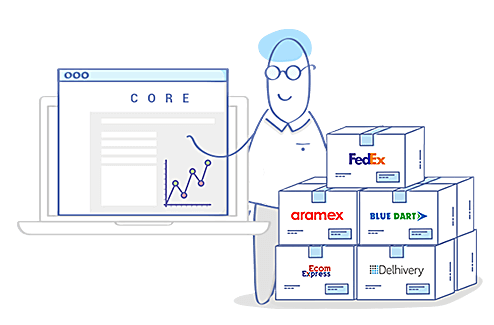 CORE
FedEx
aramex
BLUE DART
Ecom
Express
Delhivery